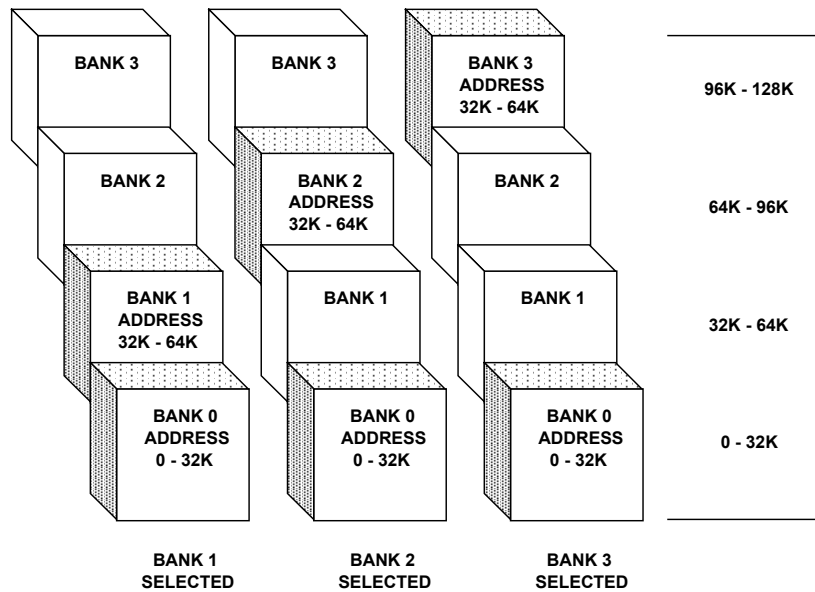 BANK 3
BANK 3
BANK 3
ADDRESS
32K - 64K
96K - 128K
BANK 2
BANK 2
ADDRESS
32K - 64K
BANK 2
64K - 96K
BANK 1
ADDRESS
32K - 64K
BANK 1
BANK 1
32K - 64K
BANK 0
ADDRESS
0 - 32K
BANK 0
ADDRESS
0 - 32K
BANK 0
ADDRESS
0 - 32K
0 - 32K
BANK 1
SELECTED
BANK 2
SELECTED
BANK 3
SELECTED